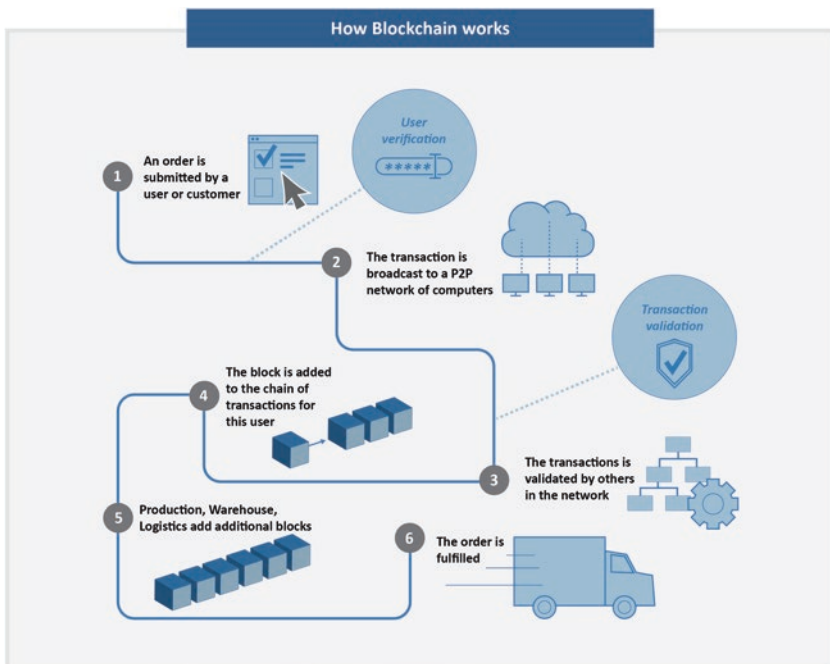 How Blockchain works
User
verification
*****
1
An order is
submitted by a
user or customer
2
The transaction is
broadcast to a P2P
network of computers
Transaction
validation
3
The transactions is
validated by others
in the network
4
The block is added
to the chain of
transactions for
this user
5
Production, Warehouse,
Logistics add additional blocks
6
The order is
fulfilled